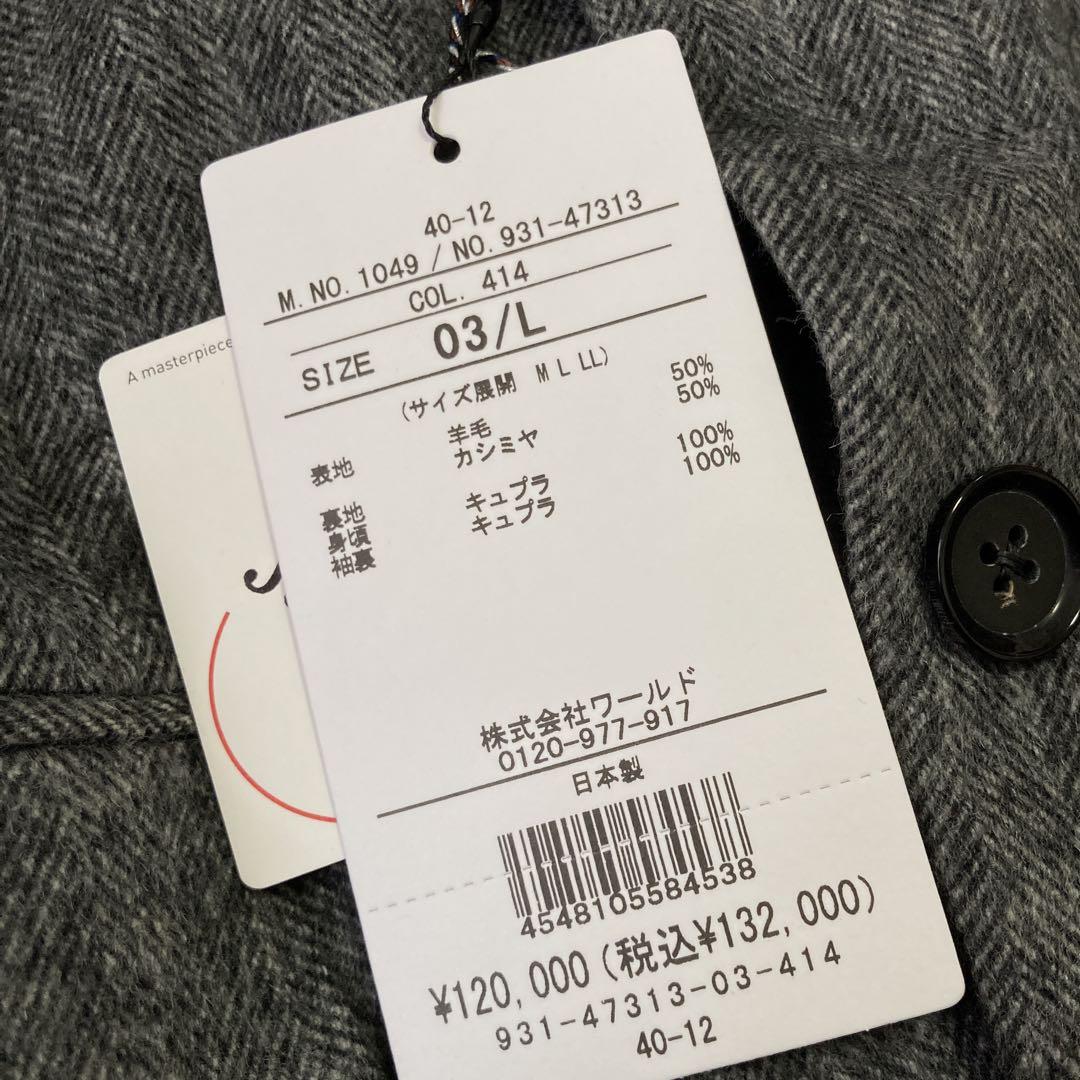 40-12
M.NO.1049 / NO.931-47313
COL. 414
SIZE 03/L
(サイズ展開 M L LL)
表地 羊毛 50%
カシミヤ 50%
裏地
身頃 キュプラ 100%
袖裏 キュプラ 100%
株式会社ワールド
0120-977-917
日本製
4548105584538
¥120,000(税込¥132,000)
931-47313-03-414
40-12
A masterpiece